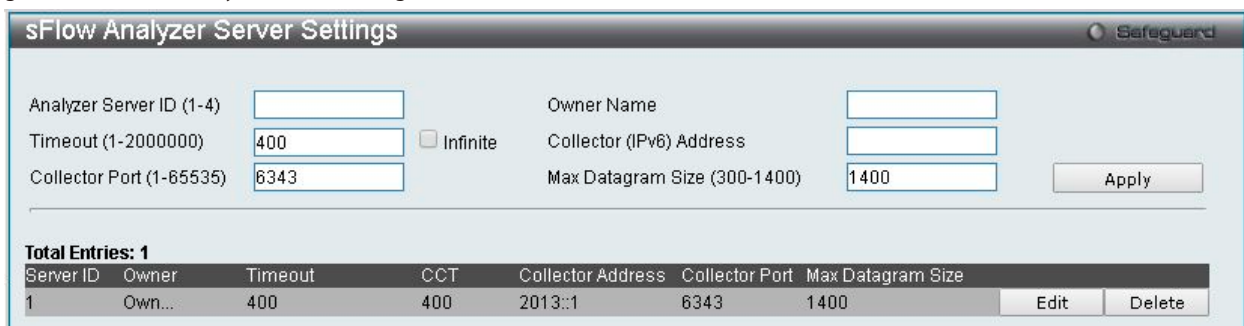 sFlow Analyzer Server Settings Safeguard
Analyzer Server ID (1-4) Owner Name
Timeout (1-2000000) 400 Infinite Collector (IPv6) Address
Collector Port (1-65535) 6343 Max Datagram Size (300-1400) 1400 Apply
Total Entries: 1
Server ID Owner Timeout CCT Collector Address Collector Port Max Datagram Size
1 Own... 400 400 2013::1 6343 1400 Edit Delete